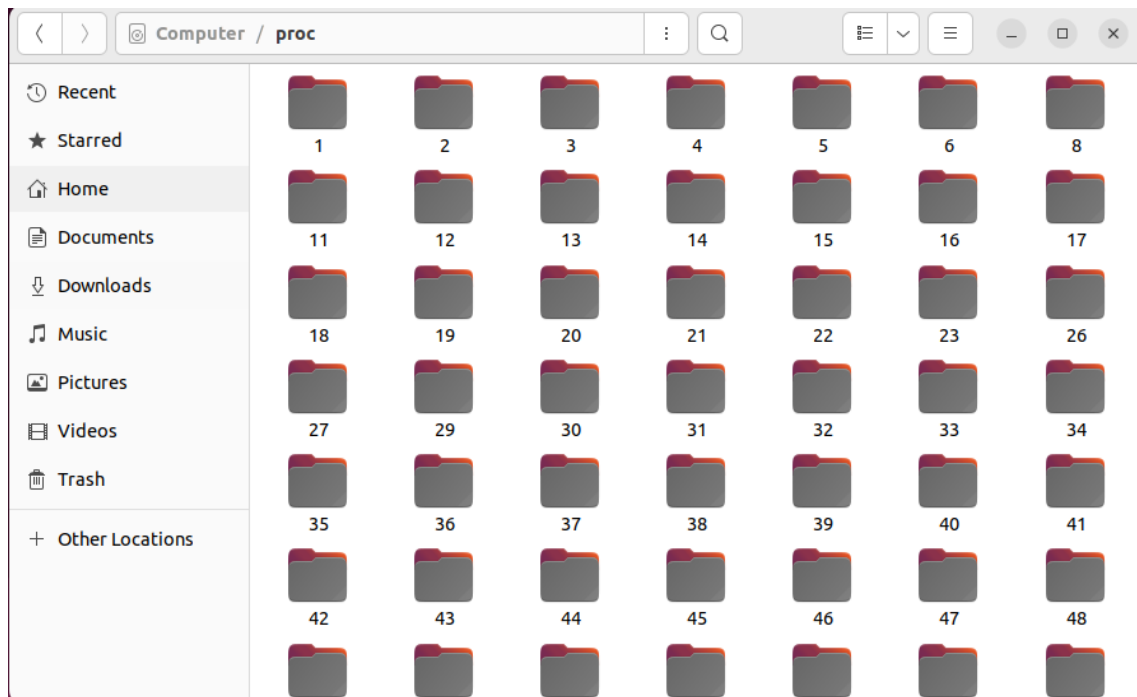 Computer / proc
Recent
Starred
Home
Documents
Downloads
Music
Pictures
Videos
Trash
+ Other Locations
1 2 3 4 5 6 8
11 12 13 14 15 16 17
18 19 20 21 22 23 26
27 29 30 31 32 33 34
35 36 37 38 39 40 41
42 43 44 45 46 47 48